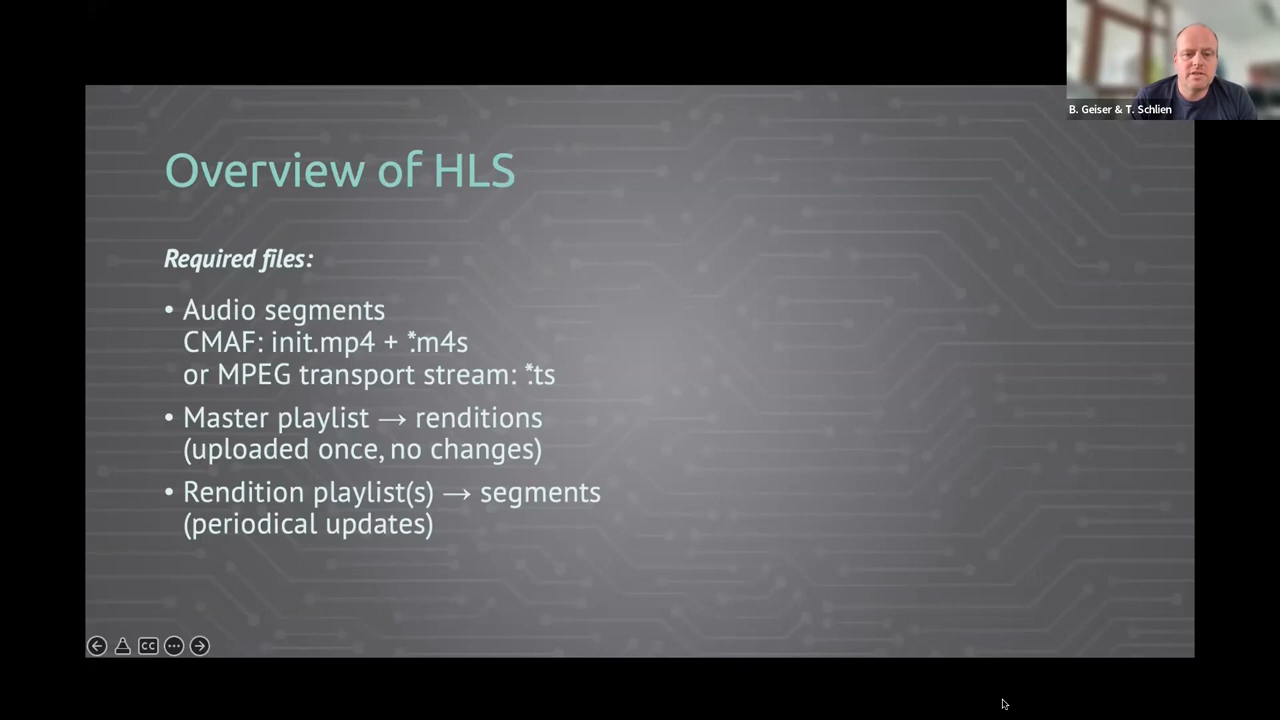 B. Geiser & T. Schlien
Overview of HLS
Required files:
• Audio segments
CMAF: init.mp4 + *.m4s
or MPEG transport stream: *.ts
• Master playlist → renditions
(uploaded once, no changes)
• Rendition playlist(s) → segments
(periodical updates)
CC